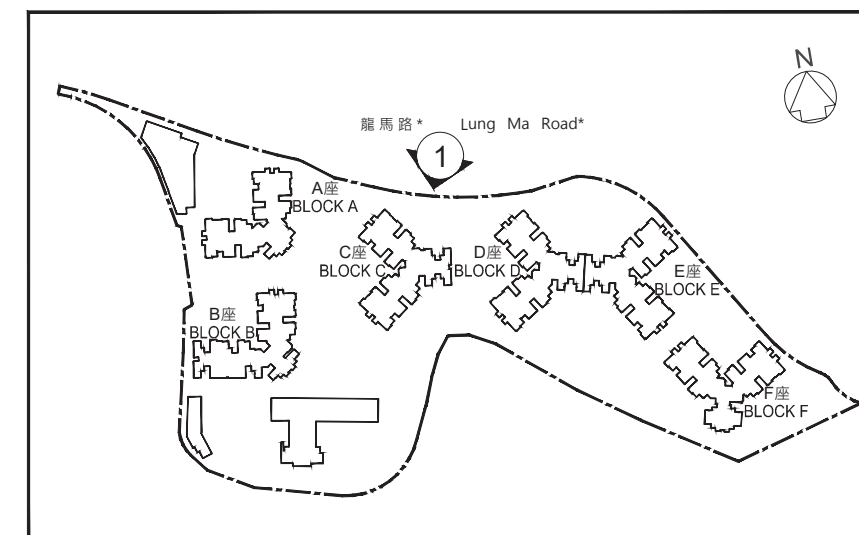 N
龍馬路* Lung Ma Road*
1
A座
BLOCK A
C座
BLOCK C
D座
BLOCK D
E座
BLOCK E
B座
BLOCK B
F座
BLOCK F